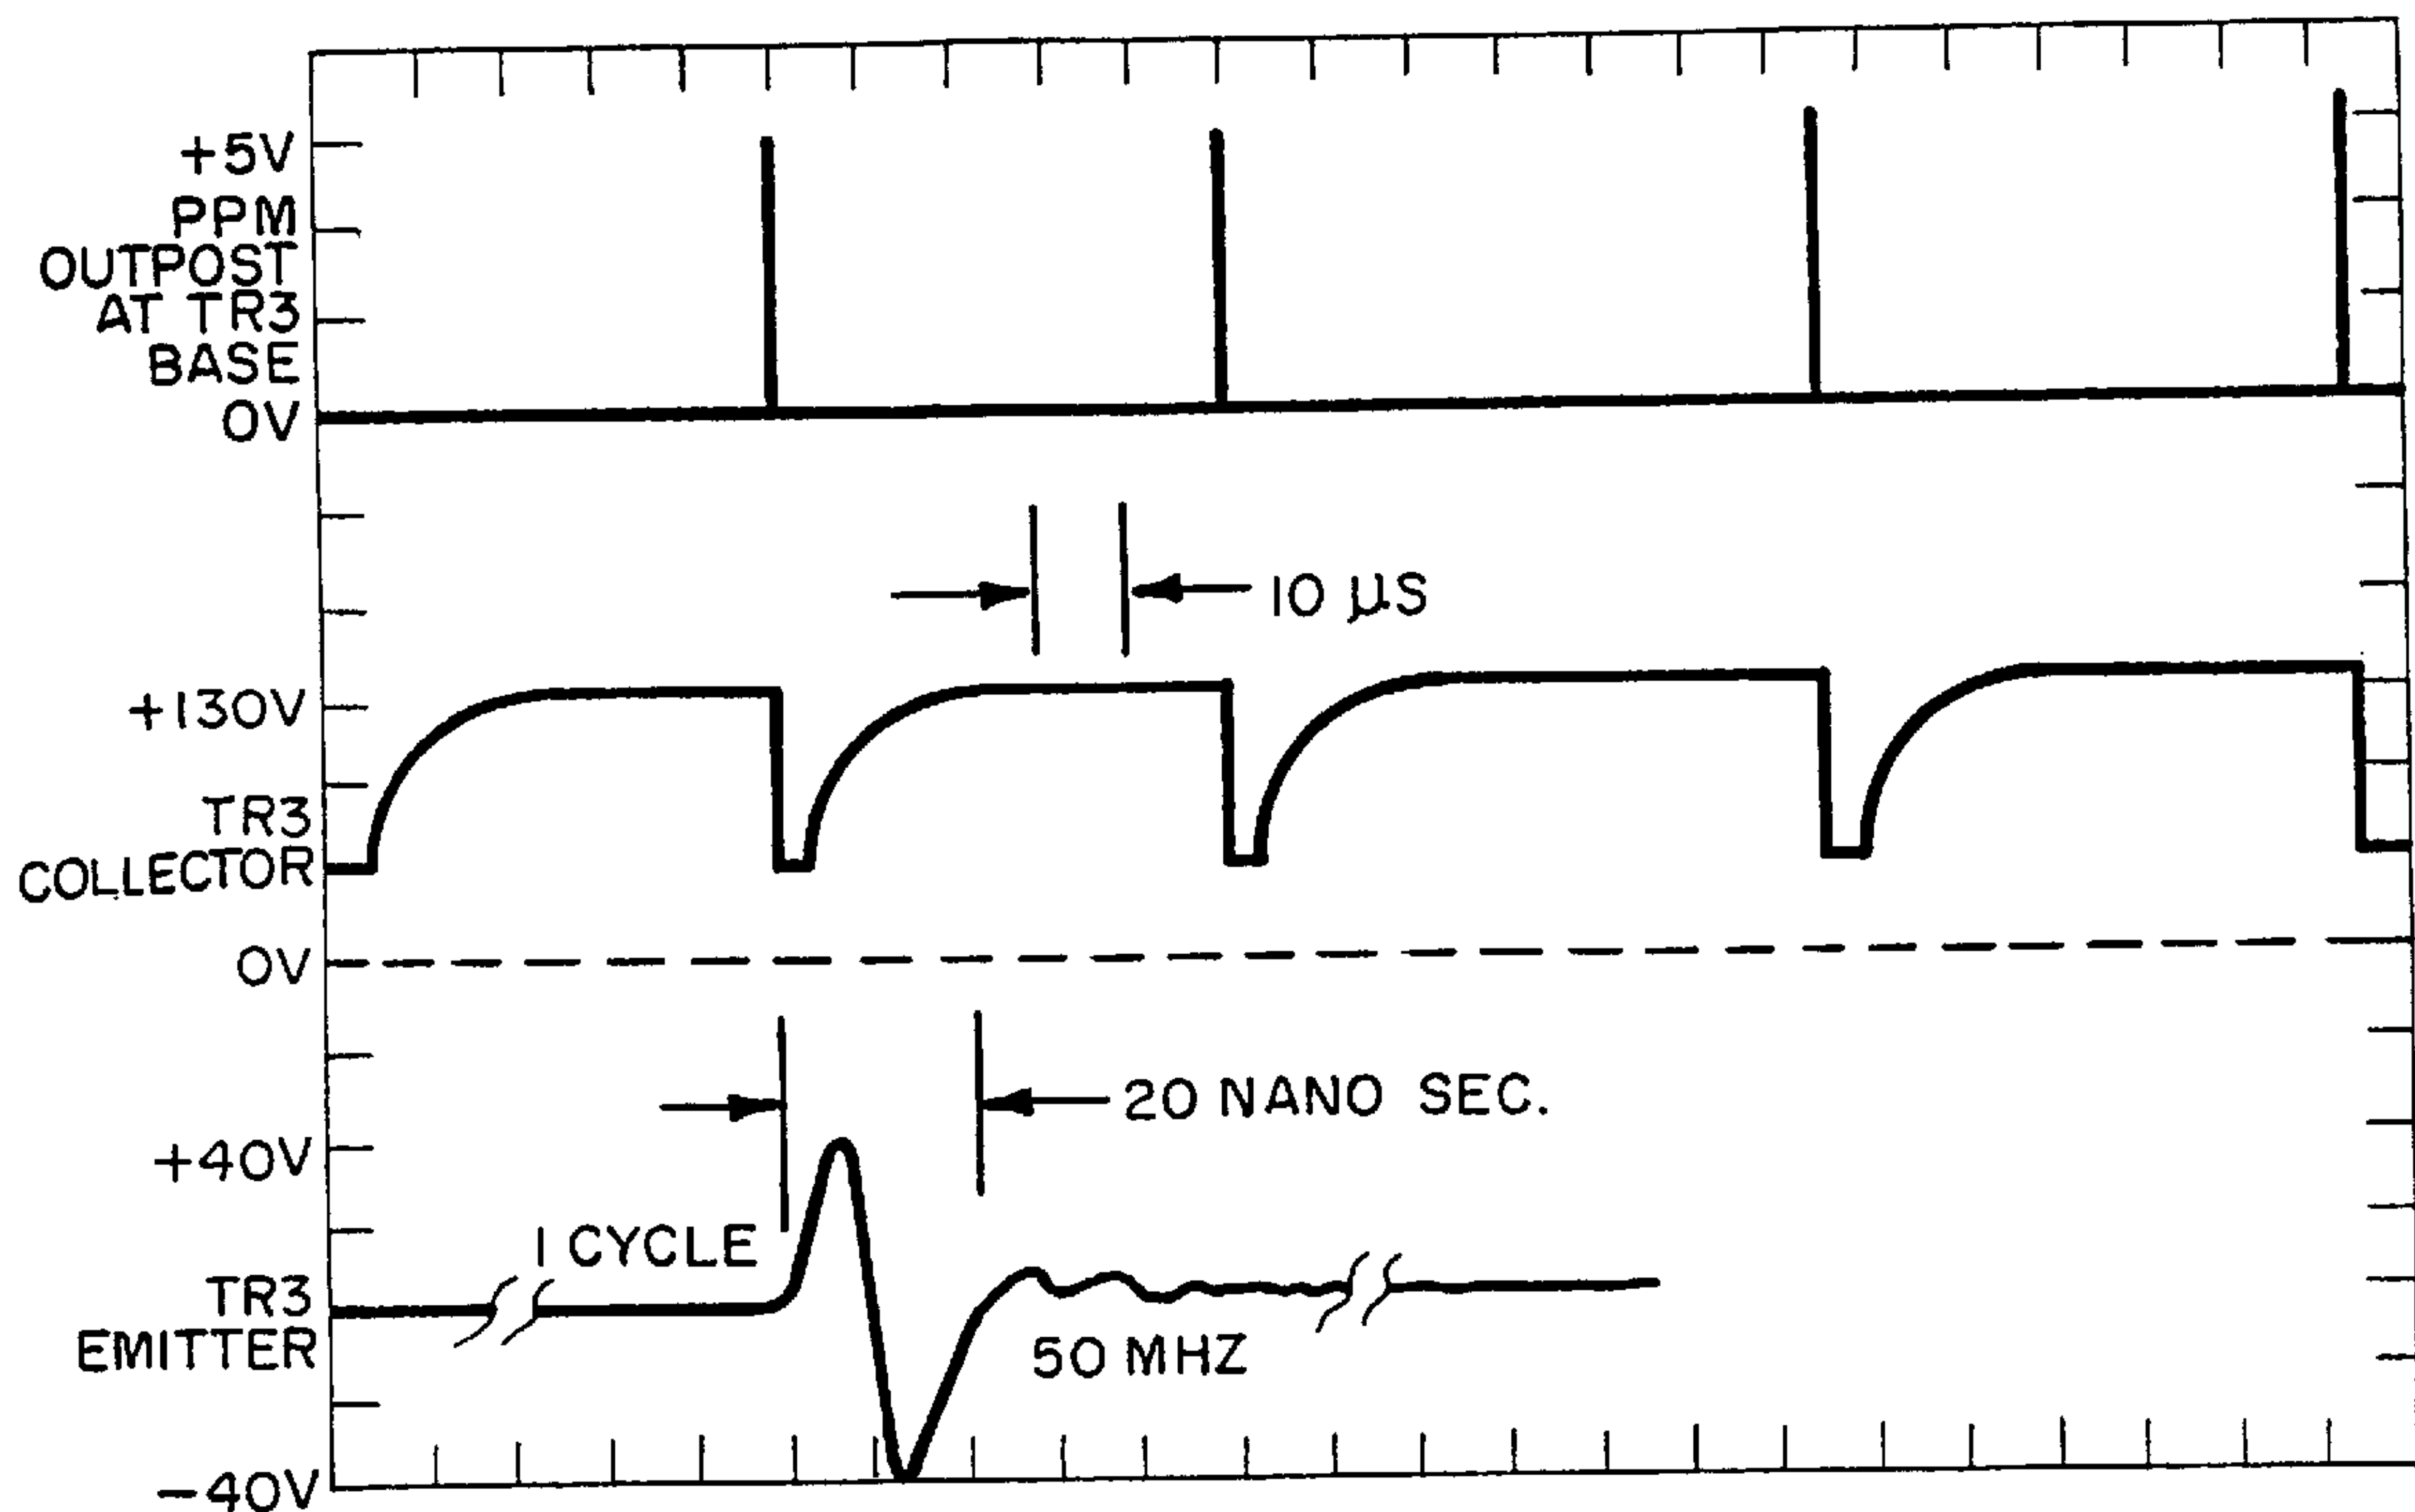 +5V
PPM
OUTPOST
AT TR3
BASE
0V
10 µS
+130V
TR3
COLLECTOR
0V
20 NANO SEC.
+40V
1 CYCLE
TR3
EMITTER
50 MHZ
−40V